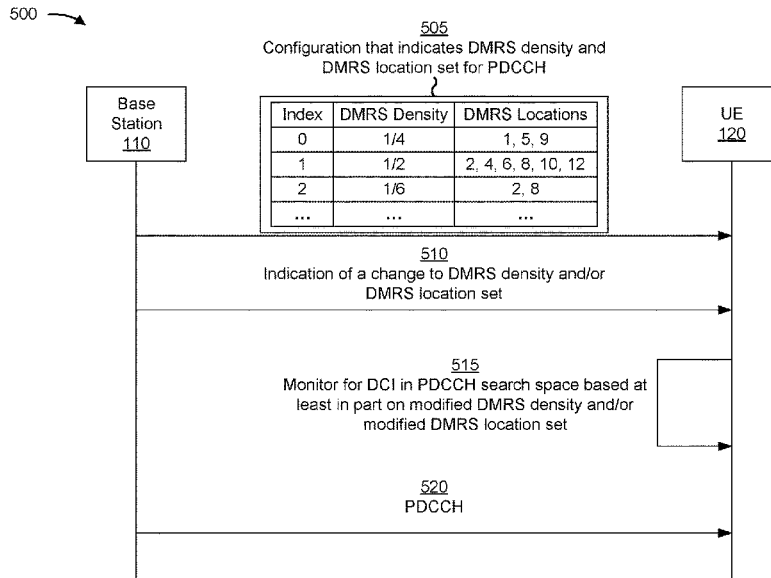 500
505
Configuration that indicates DMRS density and
DMRS location set for PDCCH
Base
Station
110
UE
120
Index DMRS Density DMRS Locations
0 1/4 1, 5, 9
1 1/2 2, 4, 6, 8, 10, 12
2 1/6 2, 8
... ... ...
510
Indication of a change to DMRS density and/or
DMRS location set
515
Monitor for DCI in PDCCH search space based at
least in part on modified DMRS density and/or
modified DMRS location set
520
PDCCH